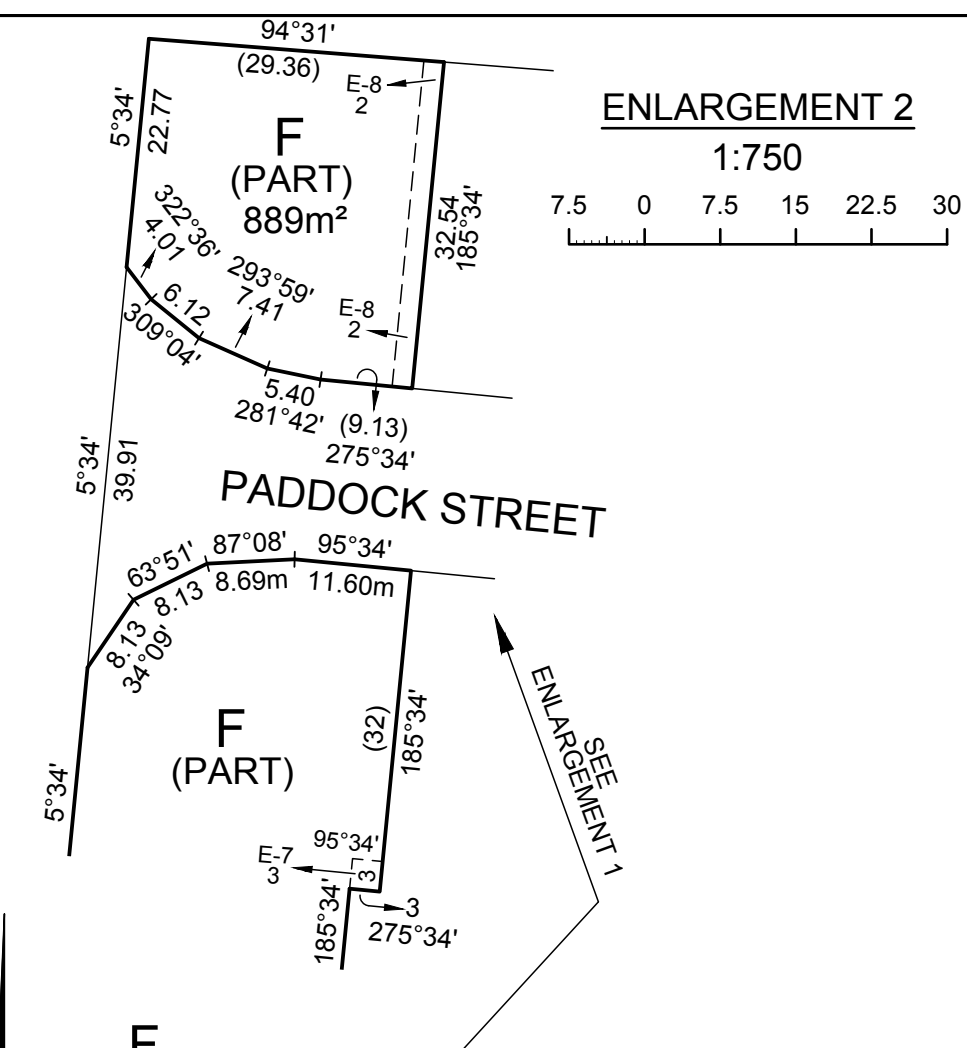 94°31'
(29.36)
5°34'
22.77
E-8
2
F
(PART)
889m²
32.54
185°34'
ENLARGEMENT 2
1:750
7.5 0 7.5 15 22.5 30
322°36'
4.01
293°59'
7.41
6.12
309°04'
E-8
2
5.40
281°42'
(9.13)
275°34'
5°34'
39.91
PADDOCK STREET
63°51'
8.13
87°08'
8.69m
95°34'
11.60m
8.13
34°09'
F
(PART)
(32)
185°34'
SEE
ENLARGEMENT 1
5°34'
95°34'
E-7
3
3
185°34'
3
275°34'
F